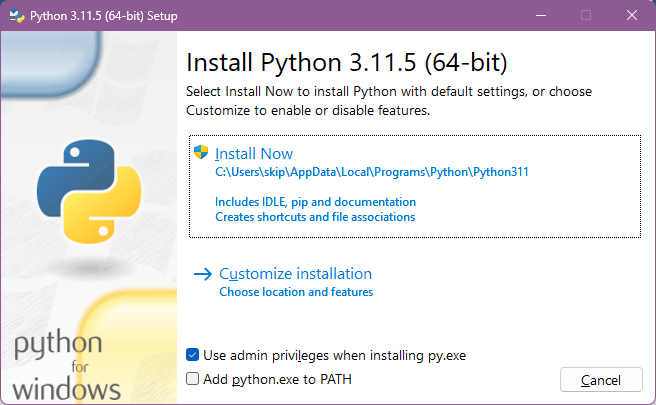 Python 3.11.5 (64-bit) Setup
Install Python 3.11.5 (64-bit)
Select Install Now to install Python with default settings, or choose
Customize to enable or disable features.
Install Now
C:\Users\skip\AppData\Local\Programs\Python\Python311
Includes IDLE, pip and documentation
Creates shortcuts and file associations
Customize installation
Choose location and features
python
for
windows
Use admin privileges when installing py.exe
Add python.exe to PATH
Cancel